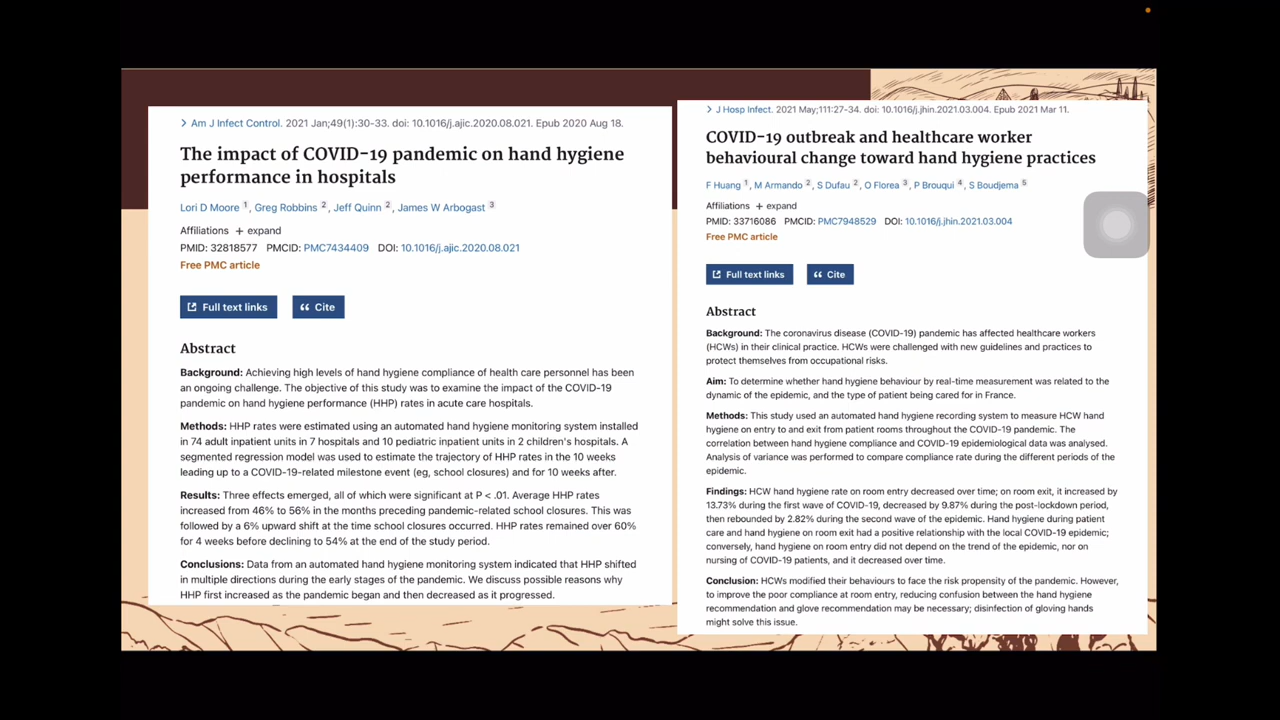 > Am J Infect Control. 2021 Jan;49(1):30-33. doi: 10.1016/j.ajic.2020.08.021. Epub 2020 Aug 18.
The impact of COVID-19 pandemic on hand hygiene
performance in hospitals
Lori D Moore 1, Greg Robbins 2, Jeff Quinn 2, James W Arbogast 3
Affiliations + expand
PMID: 32818577 PMCID: PMC7434409 DOI: 10.1016/j.ajic.2020.08.021
Free PMC article
Full text links
Cite
Abstract
Background: Achieving high levels of hand hygiene compliance of health care personnel has been
an ongoing challenge. The objective of this study was to examine the impact of the COVID-19
pandemic on hand hygiene performance (HHP) rates in acute care hospitals.
Methods: HHP rates were estimated using an automated hand hygiene monitoring system installed
in 74 adult inpatient units in 7 hospitals and 10 pediatric inpatient units in 2 children's hospitals. A
segmented regression model was used to estimate the trajectory of HHP rates in the 10 weeks
leading up to a COVID-19-related milestone event (eg, school closures) and for 10 weeks after.
Results: Three effects emerged, all of which were significant at P < .01. Average HHP rates
increased from 46% to 56% in the months preceding pandemic-related school closures. This was
followed by a 6% upward shift at the time school closures occurred. HHP rates remained over 60%
for 4 weeks before declining to 54% at the end of the study period.
Conclusions: Data from an automated hand hygiene monitoring system indicated that HHP shifted
in multiple directions during the early stages of the pandemic. We discuss possible reasons why
HHP first increased as the pandemic began and then decreased as it progressed.
> J Hosp Infect. 2021 May;111:27-34. doi: 10.1016/j.jhin.2021.03.004. Epub 2021 Mar 11.
COVID-19 outbreak and healthcare worker
behavioural change toward hand hygiene practices
F Huang 1, M Armando 2, S Dufau 2, O Florea 3, P Brouqui 4, S Boudjema 5
Affiliations + expand
PMID: 33716086 PMCID: PMC7948529 DOI: 10.1016/j.jhin.2021.03.004
Free PMC article
Full text links
Cite
Abstract
Background: The coronavirus disease (COVID-19) pandemic has affected healthcare workers
(HCWs) in their clinical practice. HCWs were challenged with new guidelines and practices to
protect themselves from occupational risks.
Aim: To determine whether hand hygiene behaviour by real-time measurement was related to the
dynamic of the epidemic, and the type of patient being cared for in France.
Methods: This study used an automated hand hygiene recording system to measure HCW hand
hygiene on entry to and exit from patient rooms throughout the COVID-19 pandemic. The
correlation between hand hygiene compliance and COVID-19 epidemiological data was analysed.
Analysis of variance was performed to compare compliance rate during the different periods of the
epidemic.
Findings: HCW hand hygiene rate on room entry decreased over time; on room exit, it increased by
13.73% during the first wave of COVID-19, decreased by 9.87% during the post-lockdown period,
then rebounded by 2.82% during the second wave of the epidemic. Hand hygiene during patient
care and hand hygiene on room exit had a positive relationship with the local COVID-19 epidemic;
conversely, hand hygiene on room entry did not depend on the trend of the epidemic, nor on
nursing of COVID-19 patients, and it decreased over time.
Conclusion: HCWs modified their behaviours to face the risk propensity of the pandemic. However,
to improve the poor compliance at room entry, reducing confusion between the hand hygiene
recommendation and glove recommendation may be necessary; disinfection of gloving hands
might solve this issue.